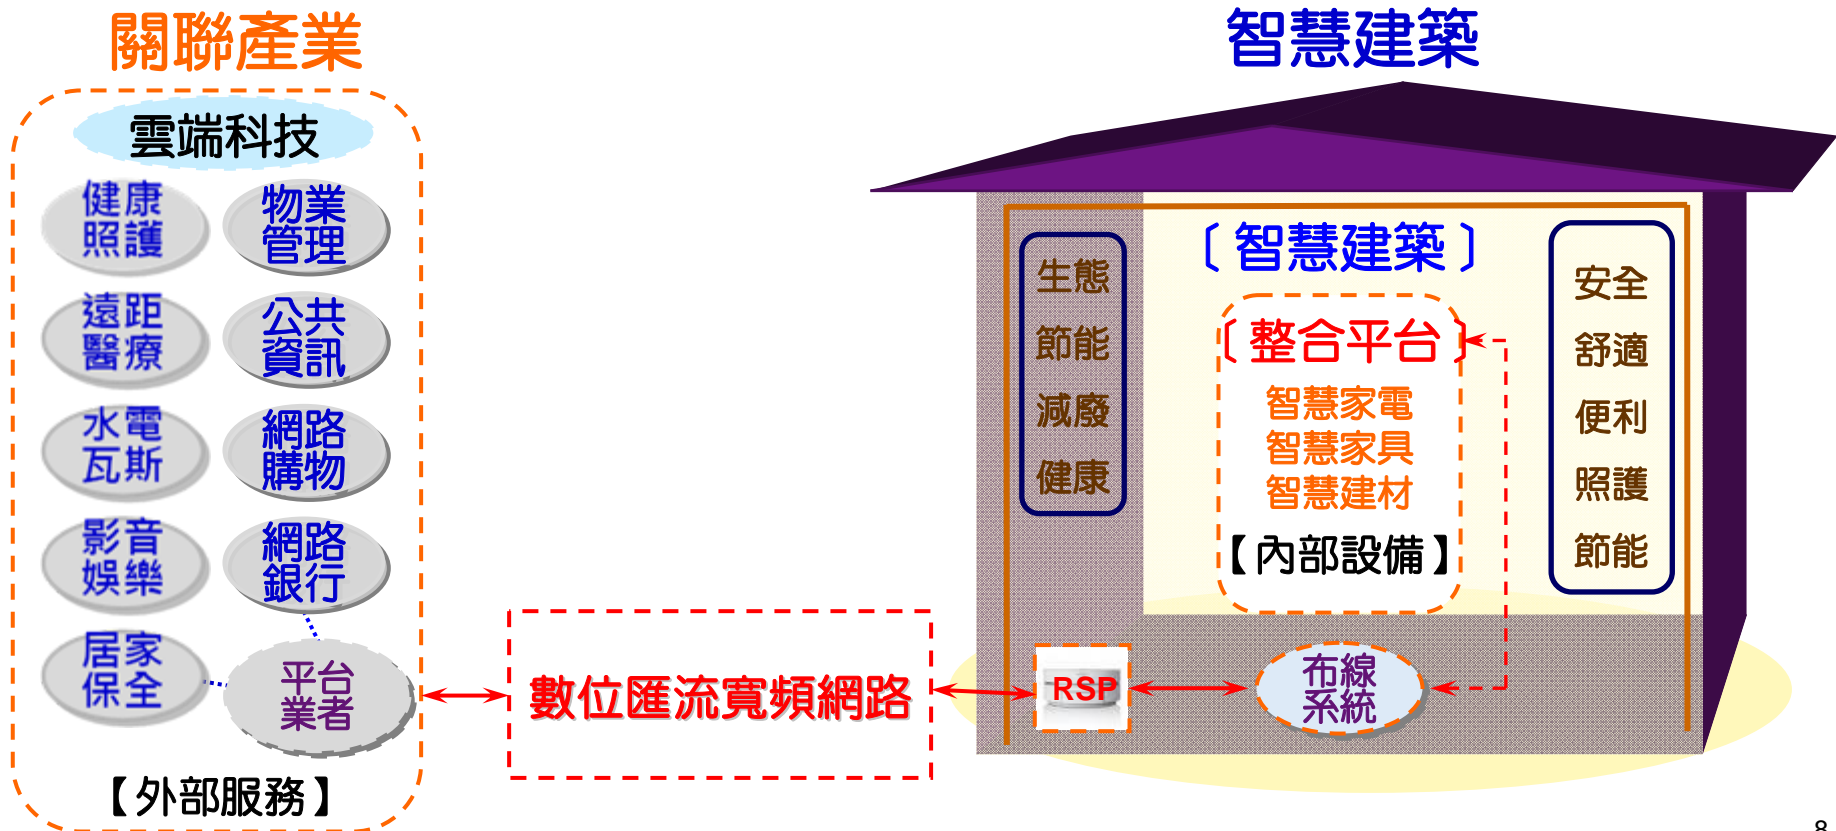 關聯產業
雲端科技
健康
照護
物業
管理
遠距
醫療
公共
資訊
水電
瓦斯
網路
購物
影音
娛樂
網路
銀行
居家
保全
平台
業者
【外部服務】
數位匯流寬頻網路
智慧建築
〔智慧建築〕
生態
節能
減廢
健康
〔整合平台〕
智慧家電
智慧家具
智慧建材
【內部設備】
安全
舒適
便利
照護
節能
RSP
布線
系統
8